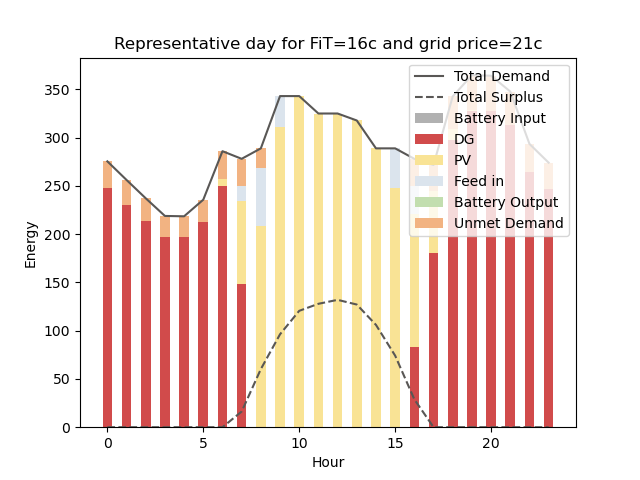 Representative day for FiT=16c and grid price=21c
Energy
350
300
250
200
150
100
50
0
0
5
10
15
20
Hour
Total Demand
Total Surplus
Battery Input
DG
PV
Feed in
Battery Output
Unmet Demand